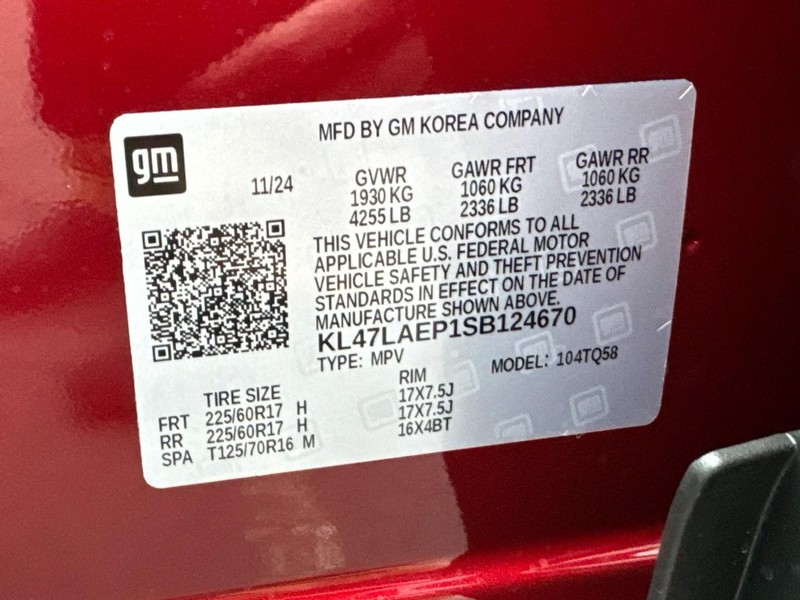 MFD BY GM KOREA COMPANY
gm
11/24
GVWR GAWR FRT GAWR RR
1930 KG 1060 KG 1060 KG
4255 LB 2336 LB 2336 LB
THIS VEHICLE CONFORMS TO ALL
APPLICABLE U.S. FEDERAL MOTOR
VEHICLE SAFETY AND THEFT PREVENTION
STANDARDS IN EFFECT ON THE DATE OF
MANUFACTURE SHOWN ABOVE.
KL47LAEP1SB124670
TYPE: MPV MODEL: 104TQ58
TIRE SIZE RIM
FRT 225/60R17 H 17X7.5J
RR 225/60R17 H 17X7.5J
SPA T125/70R16 M 16X4BT